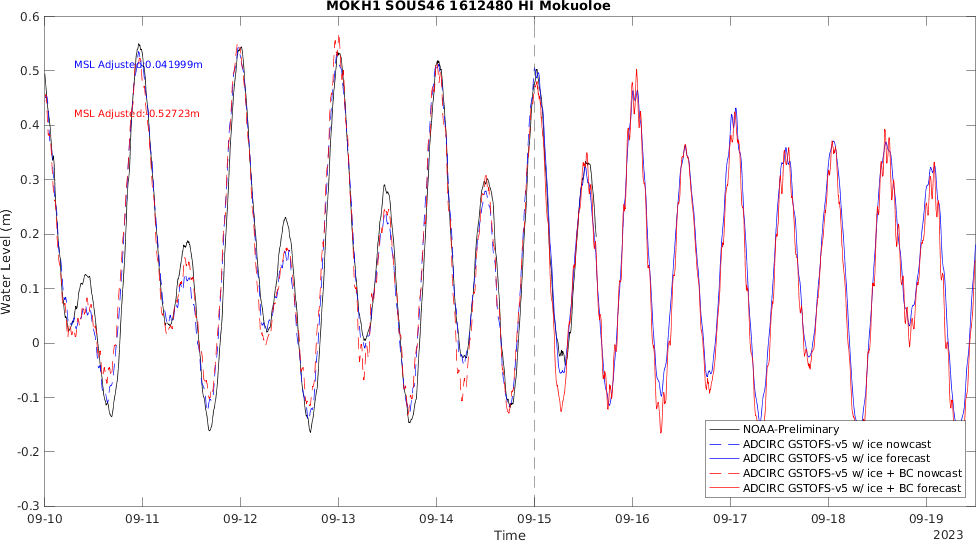 MOKH1 SOUS46 1612480 HI Mokuoloe
0.6
0.5
0.4
0.3
0.2
0.1
0
-0.1
-0.2
-0.3
Water Level (m)
MSL Adjusted:0.041999m
MSL Adjusted:-0.52723m
NOAA-Preliminary
ADCIRC GSTOFS-v5 w/ ice nowcast
ADCIRC GSTOFS-v5 w/ ice forecast
ADCIRC GSTOFS-v5 w/ ice + BC nowcast
ADCIRC GSTOFS-v5 w/ ice + BC forecast
09-10 09-11 09-12 09-13 09-14 09-15 09-16 09-17 09-18 09-19
Time
2023